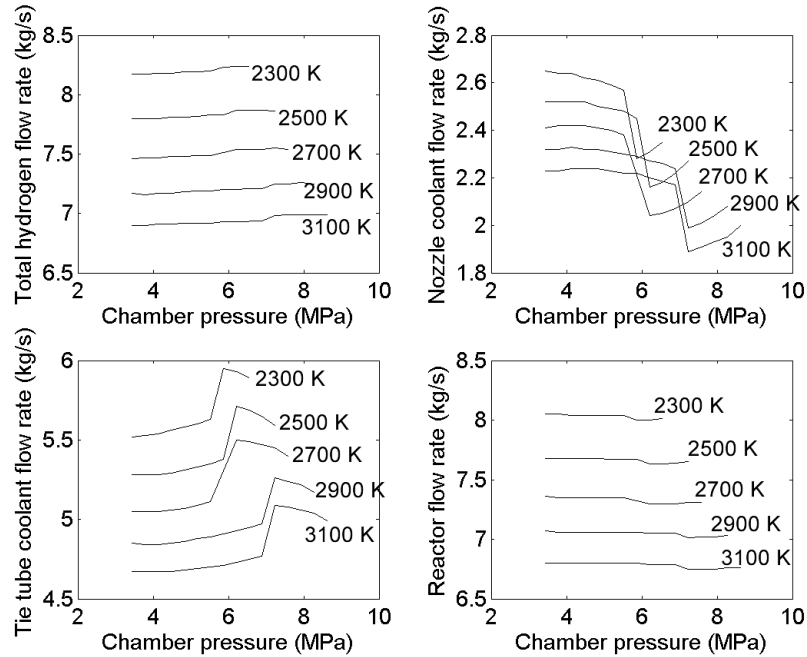 Total hydrogen flow rate (kg/s)
8.5
8
7.5
7
6.5
2300 K
2500 K
2700 K
2900 K
3100 K
2 4 6 8 10
Chamber pressure (MPa)
Nozzle coolant flow rate (kg/s)
2.8
2.6
2.4
2.2
2
1.8
2300 K
2500 K
2700 K
2900 K
3100 K
2 4 6 8 10
Chamber pressure (MPa)
Tie tube coolant flow rate (kg/s)
6
5.5
5
4.5
2300 K
2500 K
2700 K
2900 K
3100 K
2 4 6 8 10
Chamber pressure (MPa)
Reactor flow rate (kg/s)
8.5
8
7.5
7
6.5
2300 K
2500 K
2700 K
2900 K
3100 K
2 4 6 8 10
Chamber pressure (MPa)